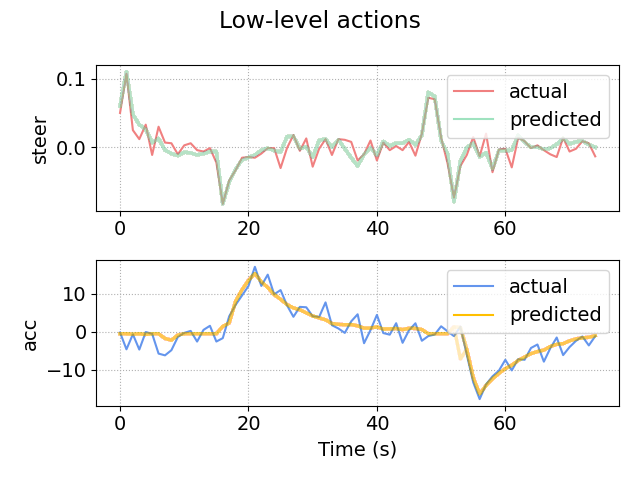 Low-level actions
0.1
0.0
steer
actual
predicted
0 20 40 60
10
0
−10
acc
actual
predicted
0 20 40 60
Time (s)